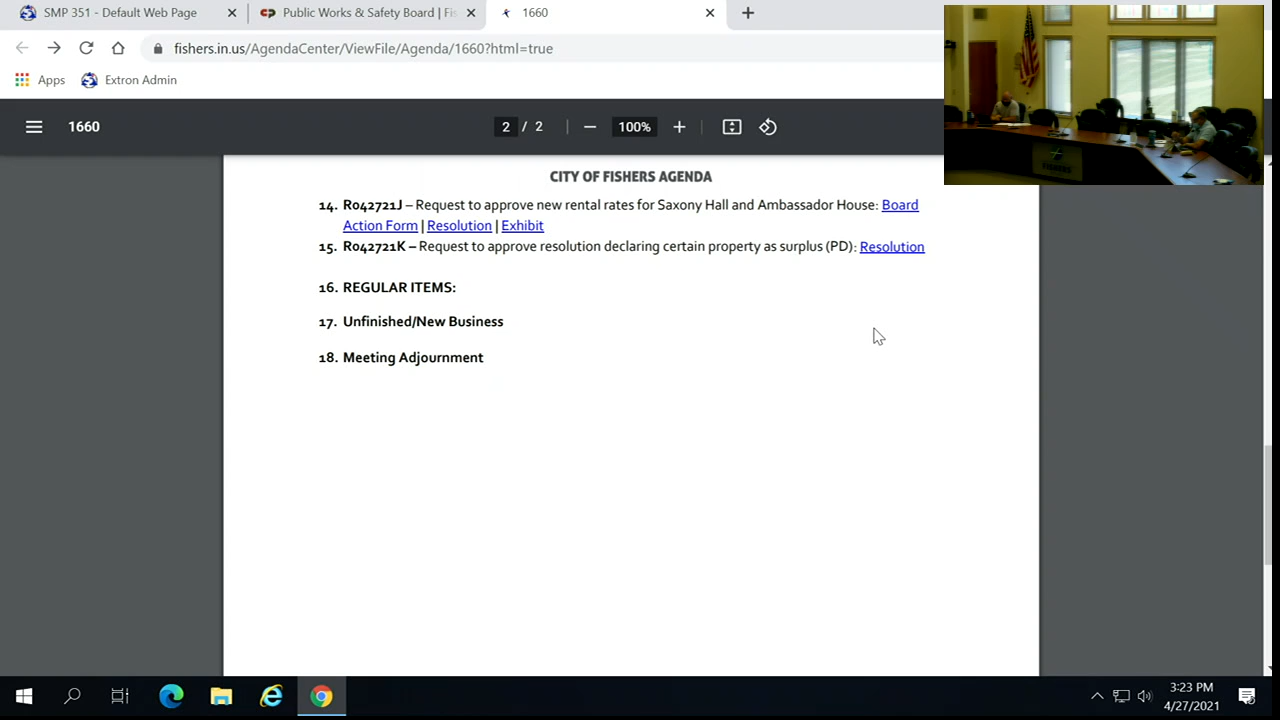 SMP 351 - Default Web Page
Public Works & Safety Board | Fis
1660
fishers.in.us/AgendaCenter/ViewFile/Agenda/1660?html=true
Apps
Extron Admin
1660
2 / 2
100%
CITY OF FISHERS AGENDA
14. R042721J – Request to approve new rental rates for Saxony Hall and Ambassador House: Board
Action Form | Resolution | Exhibit
15. R042721K – Request to approve resolution declaring certain property as surplus (PD): Resolution
16. REGULAR ITEMS:
17. Unfinished/New Business
18. Meeting Adjournment
FISHERS
3:23 PM
4/27/2021